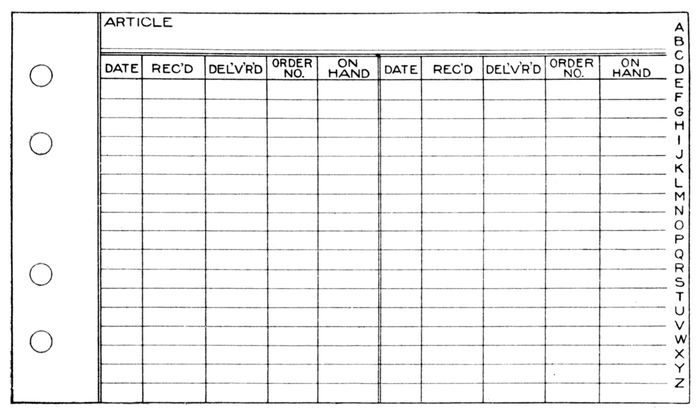 ARTICLE
DATE REC'D DEL'V'R'D ORDER NO. ON HAND DATE REC'D DEL'V'R'D ORDER NO. ON HAND
A
B
C
D
E
F
G
H
I
J
K
L
M
N
O
P
Q
R
S
T
U
V
W
X
Y
Z